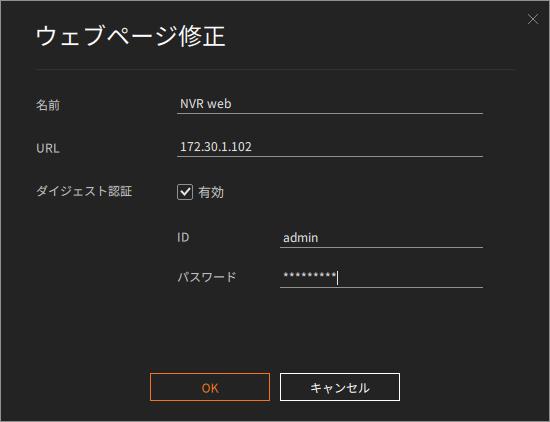 ウェブページ修正
名前 NVR web
URL 172.30.1.102
ダイジェスト認証 有効
ID admin
パスワード *********
OK キャンセル